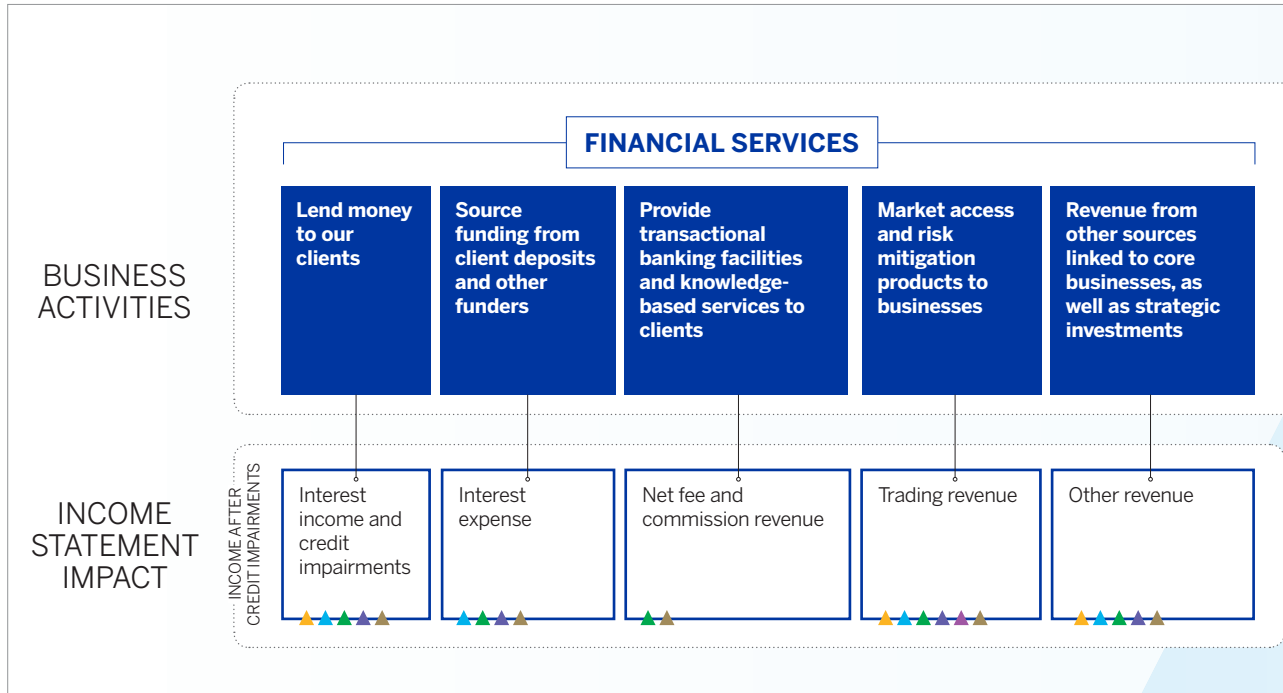 FINANCIAL SERVICES
BUSINESS
ACTIVITIES
Lend money
to our
clients
Source
funding from
client deposits
and other
funders
Provide
transactional
banking facilities
and knowledge-
based services to
clients
Market access
and risk
mitigation
products to
businesses
Revenue from
other sources
linked to core
businesses, as
well as strategic
investments
INCOME
STATEMENT
IMPACT
INCOME AFTER
CREDIT IMPAIRMENTS
Interest
income and
credit
impairments
Interest
expense
Net fee and
commission revenue
Trading revenue
Other revenue